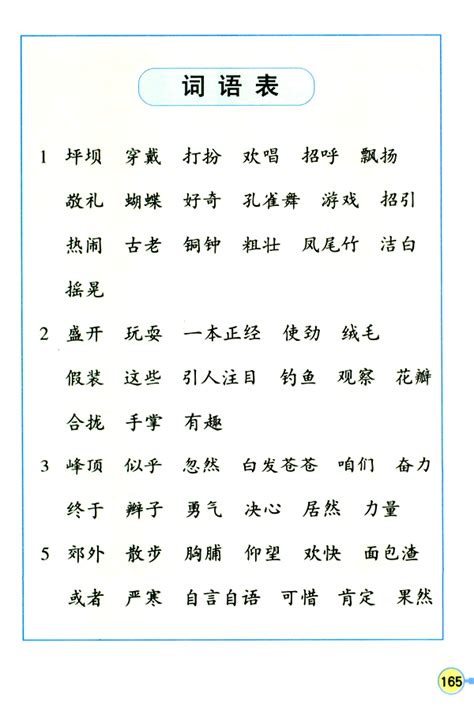 词语表
1 坪坝 穿戴 打扮 欢唱 招呼 飘扬
敬礼 蝴蝶 好奇 孔雀舞 游戏 招引
热闹 古老 铜钟 粗壮 凤尾竹 洁白
摇晃
2 盛开 玩耍 一本正经 使劲 绒毛
假装 这些 引人注目 钓鱼 观察 花瓣
合拢 手掌 有趣
3 峰顶 似乎 忽然 白发苍苍 咱们 奋力
终于 辫子 勇气 决心 居然 力量
5 郊外 散步 胸脯 仰望 欢快 面包渣
或者 严寒 自言自语 可惜 肯定 果然
165